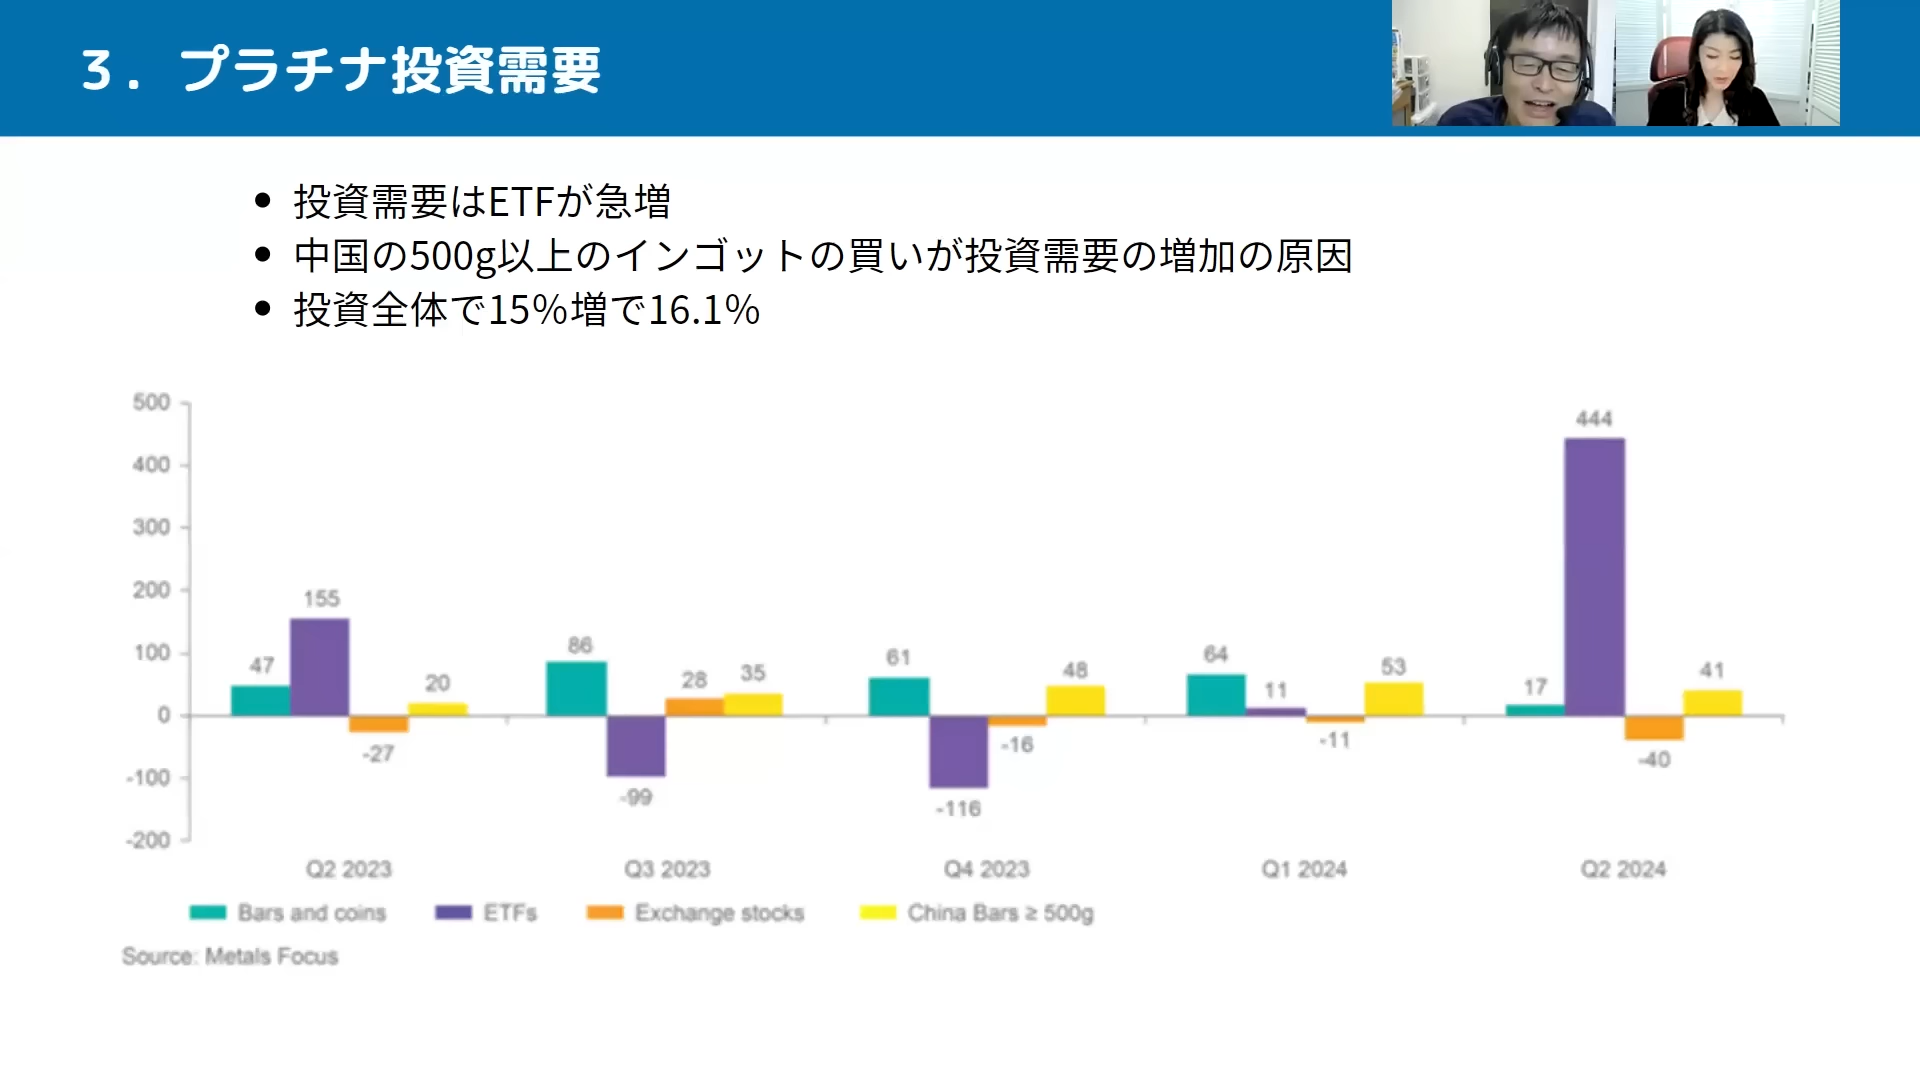 ３．プラチナ投資需要
• 投資需要はETFが急増
• 中国の500g以上のインゴットの買いが投資需要の増加の原因
• 投資全体で15%増で16.1%
500
400
300
200
100
0
-100
-200
47 155 -27 20
86 -99 28 35
61 -116 -16 48
64 11 -11 53
17 444 -40 41
Q2 2023 Q3 2023 Q4 2023 Q1 2024 Q2 2024
Bars and coins ETFs Exchange stocks China Bars ≥ 500g
Source: Metals Focus